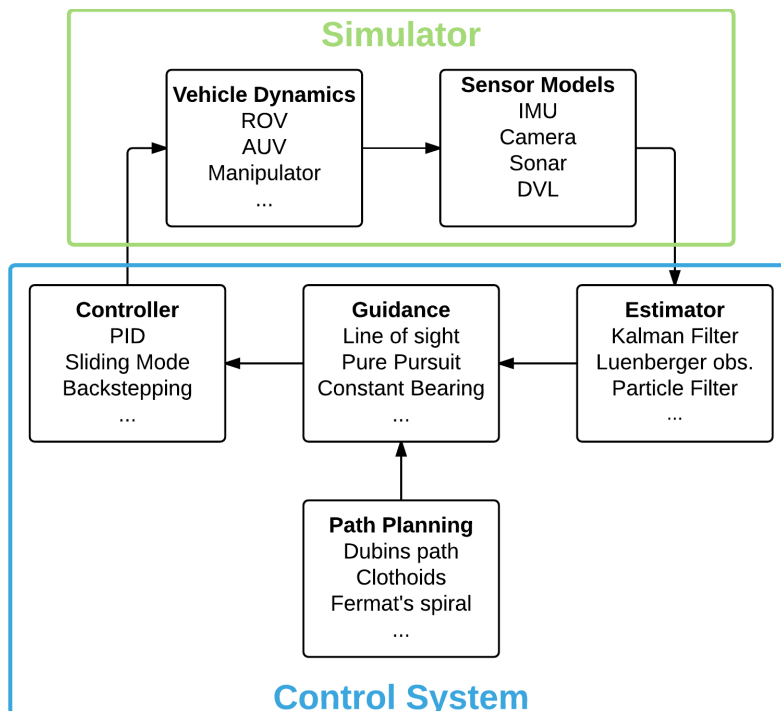 Simulator
Vehicle Dynamics
ROV
AUV
Manipulator
...
Sensor Models
IMU
Camera
Sonar
DVL
Controller
PID
Sliding Mode
Backstepping
...
Guidance
Line of sight
Pure Pursuit
Constant Bearing
...
Estimator
Kalman Filter
Luenberger obs.
Particle Filter
...
Path Planning
Dubins path
Clothoids
Fermat's spiral
...
Control System